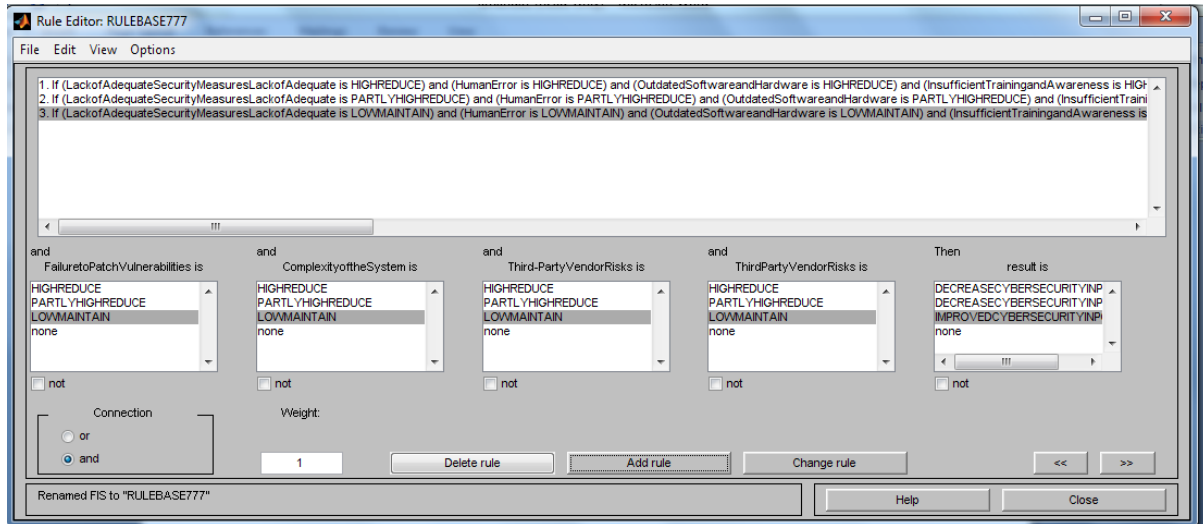 Rule Editor: RULEBASE777
File Edit View Options
1. If (LackofAdequateSecurityMeasuresLackofAdequate is HIGHREDUCE) and (HumanError is HIGHREDUCE) and (OutdatedSoftwareandHardware is HIGHREDUCE) and (InsufficientTrainingandAwareness is HIGH
2. If (LackofAdequateSecurityMeasuresLackofAdequate is PARTLYHIGHREDUCE) and (HumanError is PARTLYHIGHREDUCE) and (OutdatedSoftwareandHardware is PARTLYHIGHREDUCE) and (InsufficientTraini
3. If (LackofAdequateSecurityMeasuresLackofAdequate is LOWMAINTAIN) and (HumanError is LOWMAINTAIN) and (OutdatedSoftwareandHardware is LOWMAINTAIN) and (InsufficientTrainingandAwareness is
and and and and Then
FailuretoPatchVulnerabilities is ComplexityoftheSystem is Third-PartyVendorRisks is ThirdPartyVendorRisks is result is
HIGHREDUCE HIGHREDUCE HIGHREDUCE HIGHREDUCE DECREASECYBERSECURITYINP
PARTLYHIGHREDUCE PARTLYHIGHREDUCE PARTLYHIGHREDUCE PARTLYHIGHREDUCE DECREASECYBERSECURITYINP
LOWMAINTAIN LOWMAINTAIN LOWMAINTAIN LOWMAINTAIN IMPROVEDCYBERSECURITYINP
none none none none none
not not not not not
Connection Weight:
or
and 1 Delete rule Add rule Change rule << >>
Renamed FIS to "RULEBASE777" Help Close